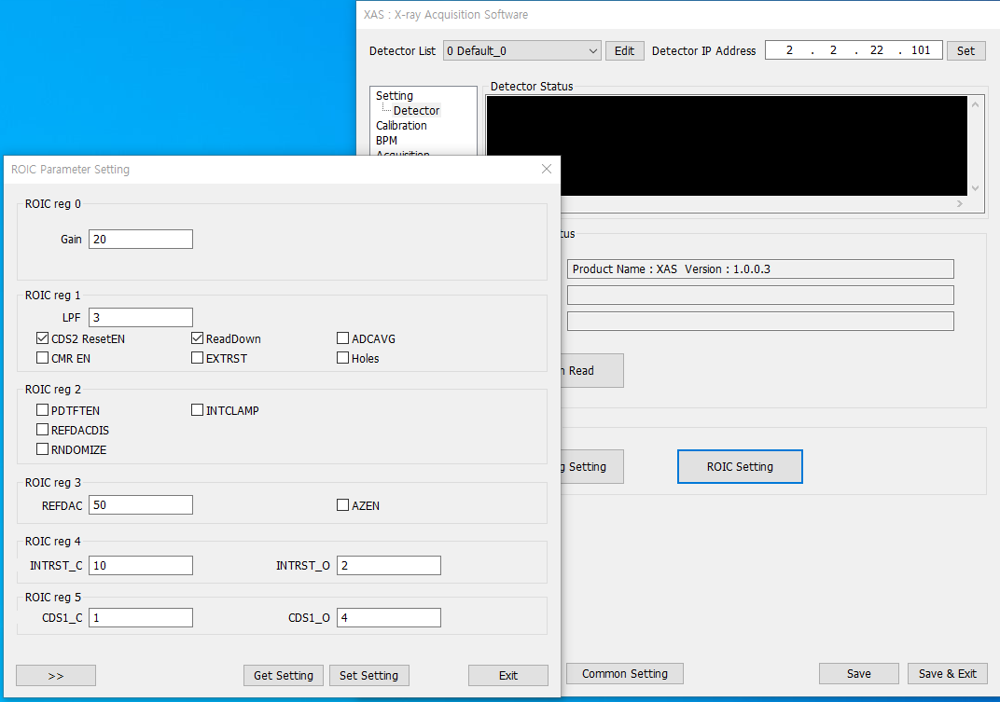 XAS : X-ray Acquisition Software
Detector List 0 Default_0 Edit Detector IP Address 2 . 2 . 22 . 101 Set
Setting
Detector
Calibration
BPM
Acquisition
Detector Status
ROIC Parameter Setting
ROIC reg 0
Gain 20
ROIC reg 1
LPF 3
CDS2 ResetEN ReadDown ADCAVG
CMR EN EXTRST Holes
ROIC reg 2
PDTFTEN INTCLAMP
REFDACDIS
RNDOMIZE
ROIC reg 3
REFDAC 50 AZEN
ROIC reg 4
INTRST_C 10 INTRST_O 2
ROIC reg 5
CDS1_C 1 CDS1_O 4
>> Get Setting Set Setting Exit
Product Name : XAS Version : 1.0.0.3
Read
Setting ROIC Setting
Common Setting Save Save & Exit